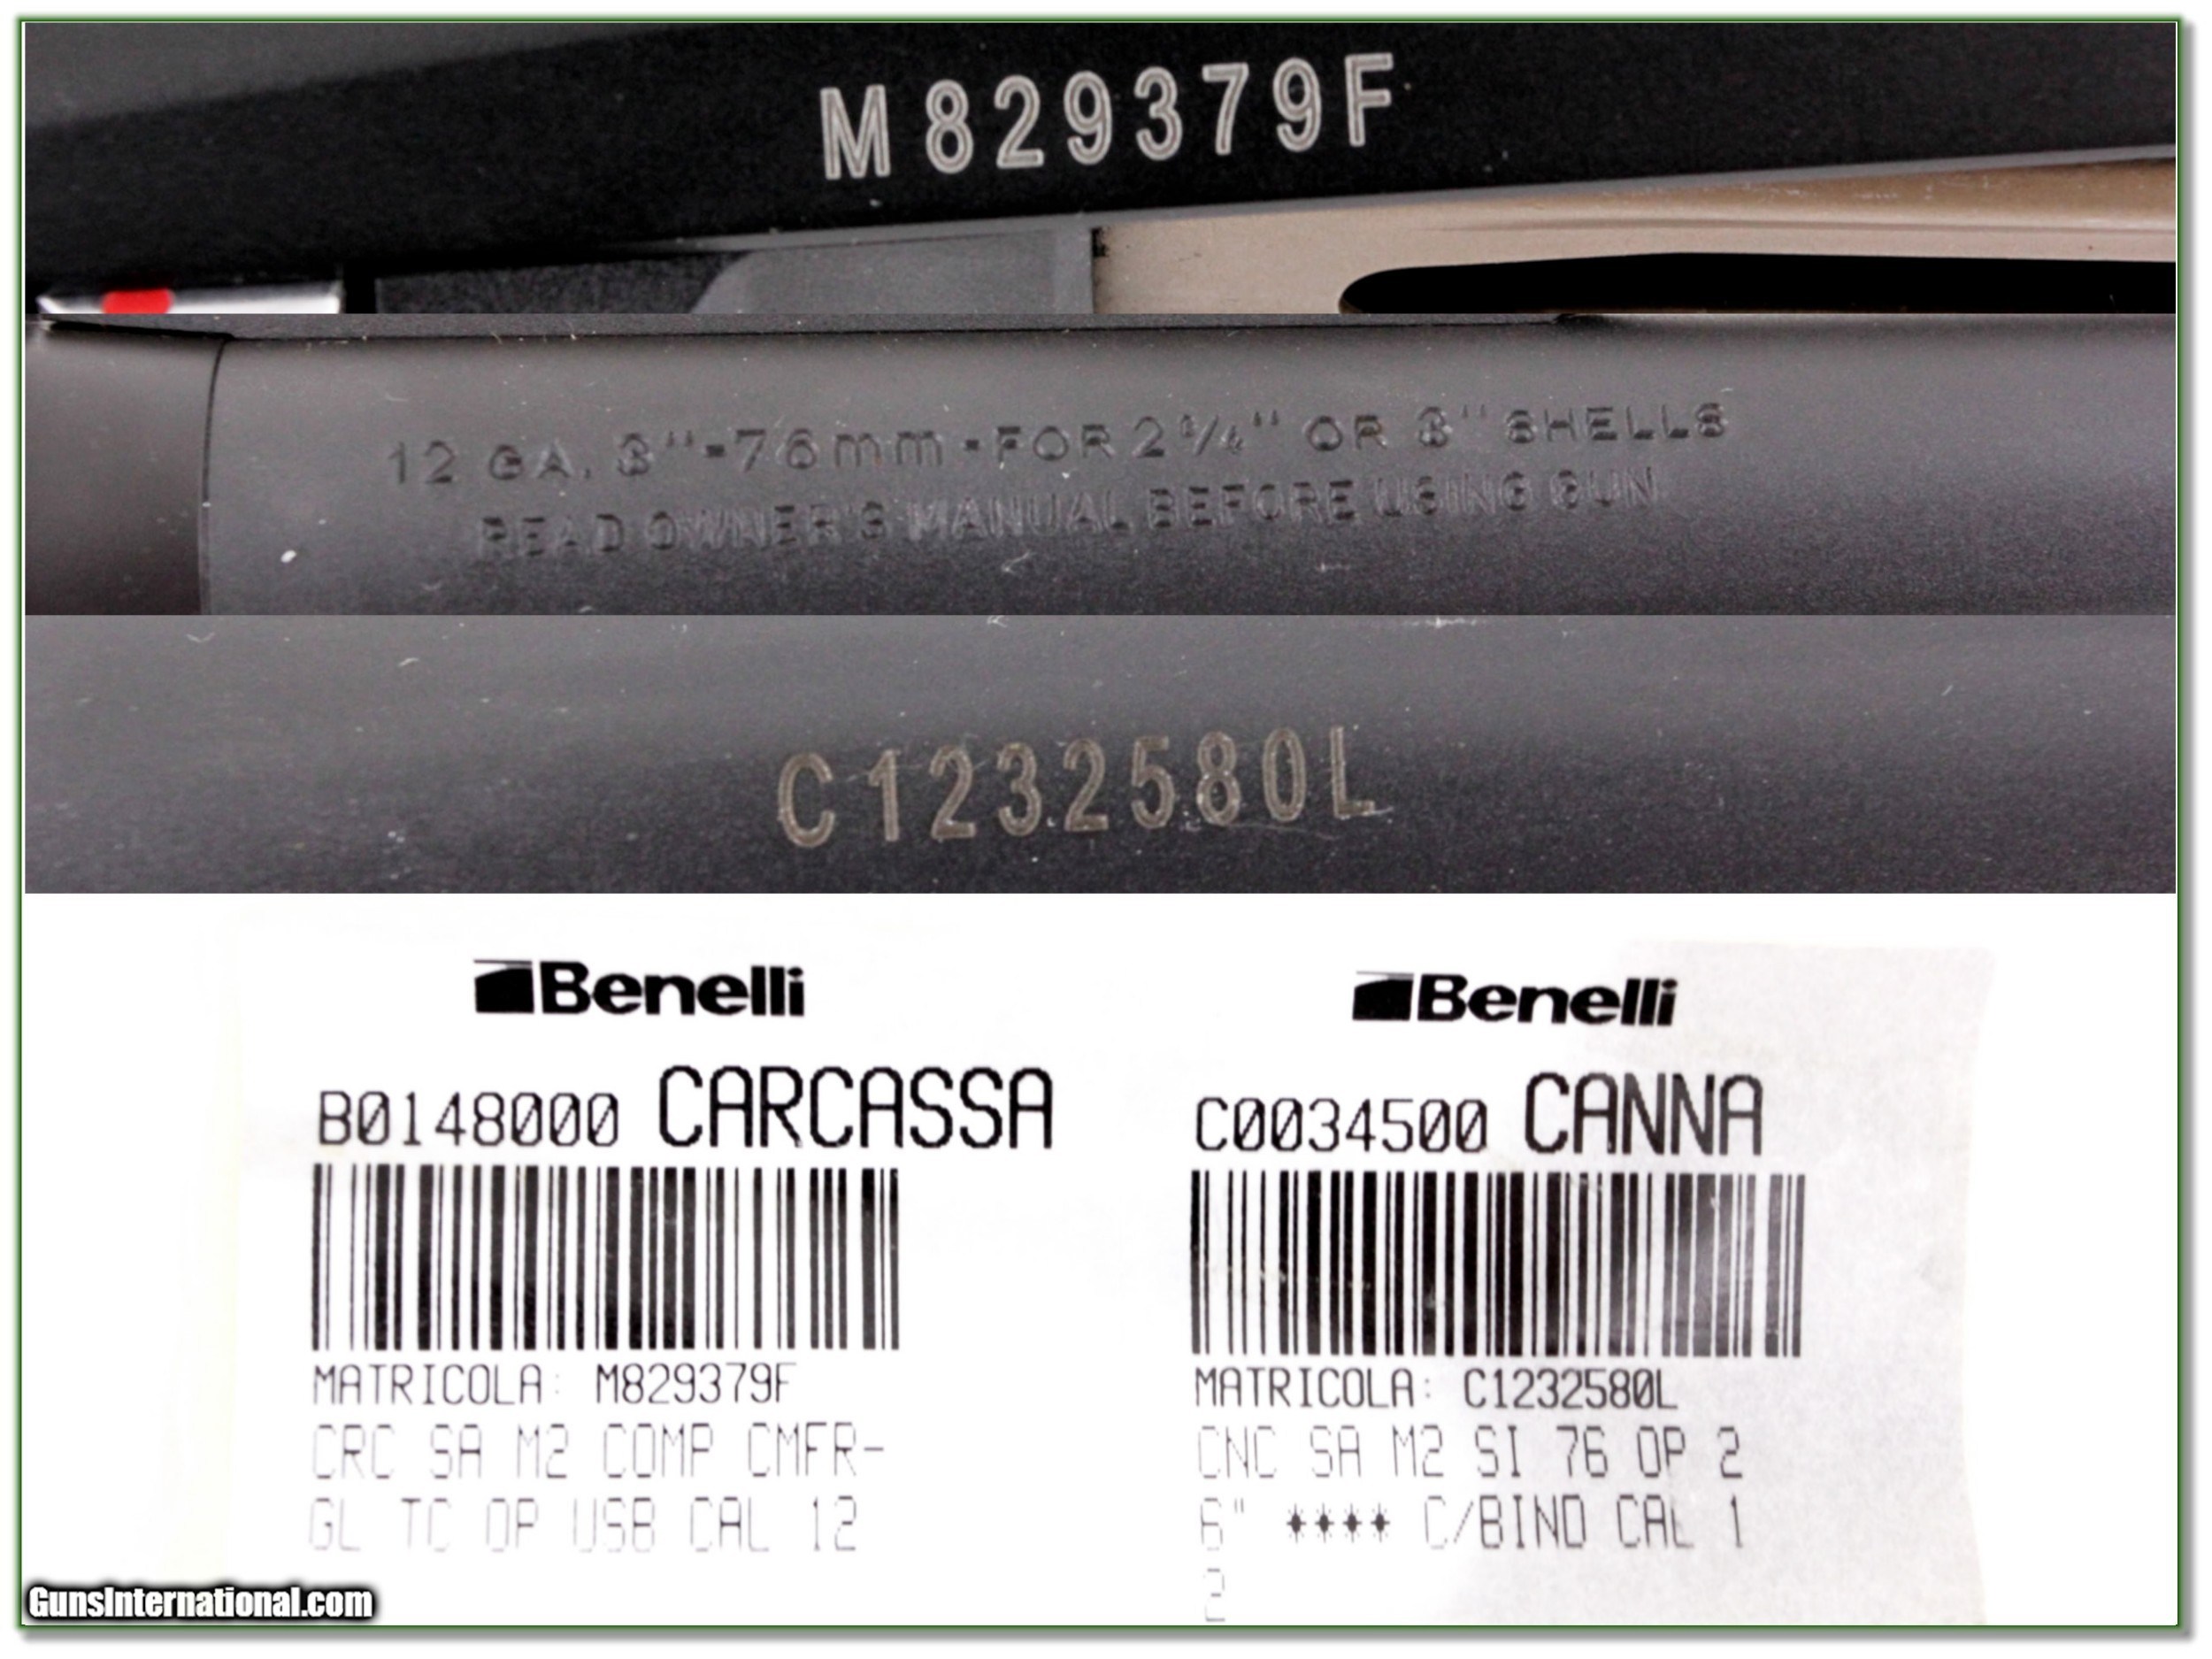 M829379F
12 GA. 3"-76mm-FOR 2 3/4" OR 3" SHELLS
READ OWNER'S MANUAL BEFORE USING GUN
C1232580L
Benelli
B0148000 CARCASSA
MATRICOLA: M829379F
CRC SA M2 COMP CMFR-
GL TC OP USB CAL 12
Benelli
C0034500 CANNA
MATRICOLA: C1232580L
CNC SA M2 SI 76 OP 2
6" **** C/BIND CAL 1
2
GunsInternational.com